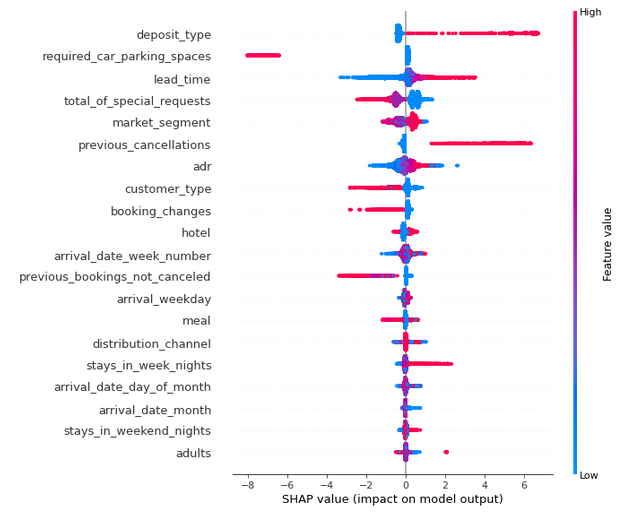 High
deposit_type
required_car_parking_spaces
lead_time
total_of_special_requests
market_segment
previous_cancellations
adr
customer_type
booking_changes
hotel
arrival_date_week_number
previous_bookings_not_canceled
arrival_weekday
meal
distribution_channel
stays_in_week_nights
arrival_date_day_of_month
arrival_date_month
stays_in_weekend_nights
adults
Feature value
Low
−8 −6 −4 −2 0 2 4 6
SHAP value (impact on model output)